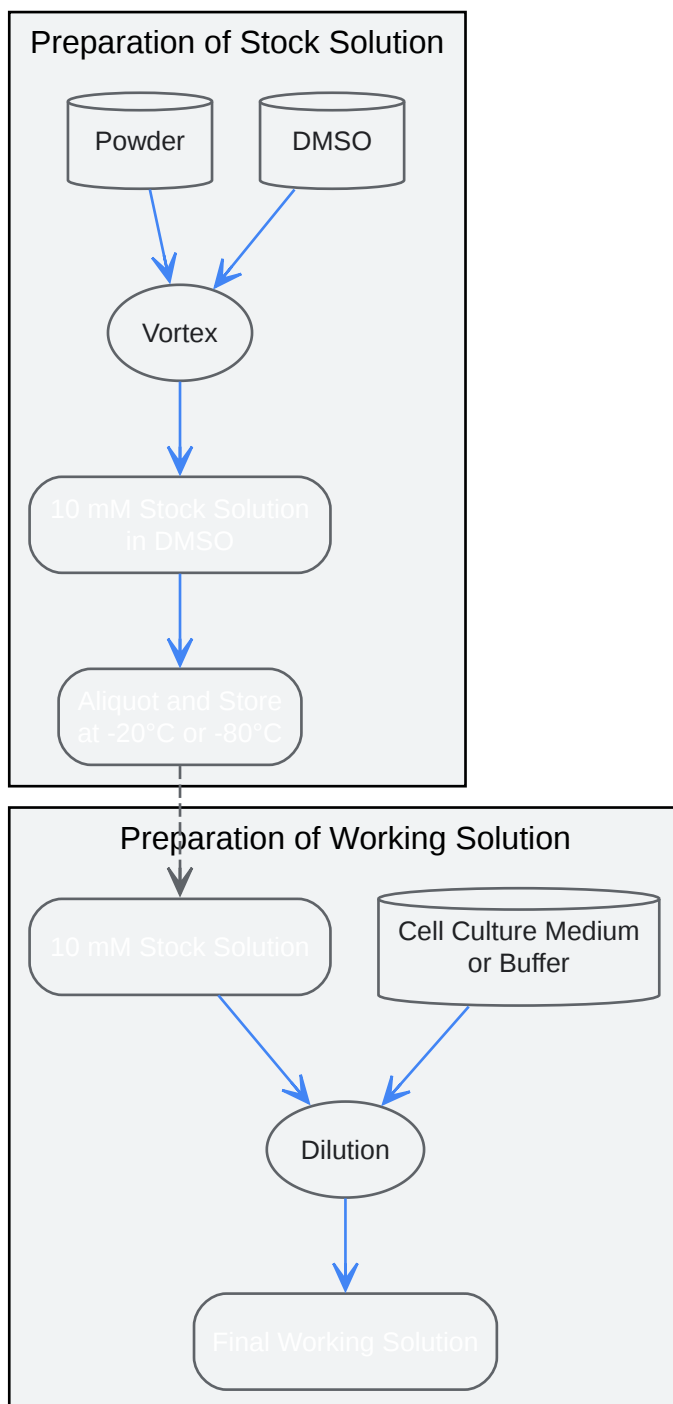 Preparation of Stock Solution
Powder
DMSO
Vortex
10 mM Stock Solution
in DMSO
Aliquot and Store
at -20°C or -80°C
Preparation of Working Solution
10 mM Stock Solution
Cell Culture Medium
or Buffer
Dilution
Final Working Solution